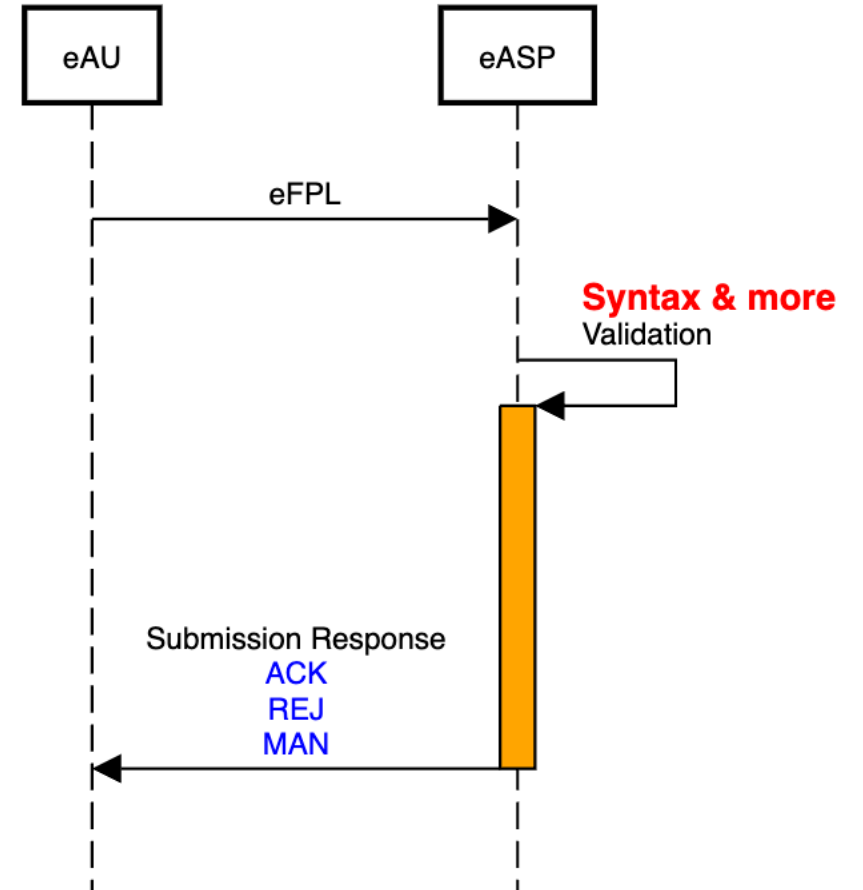 eAU
eASP
eFPL
Syntax & more
Validation
Submission Response
ACK
REJ
MAN